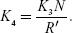 K₄ = K₃N / R′.